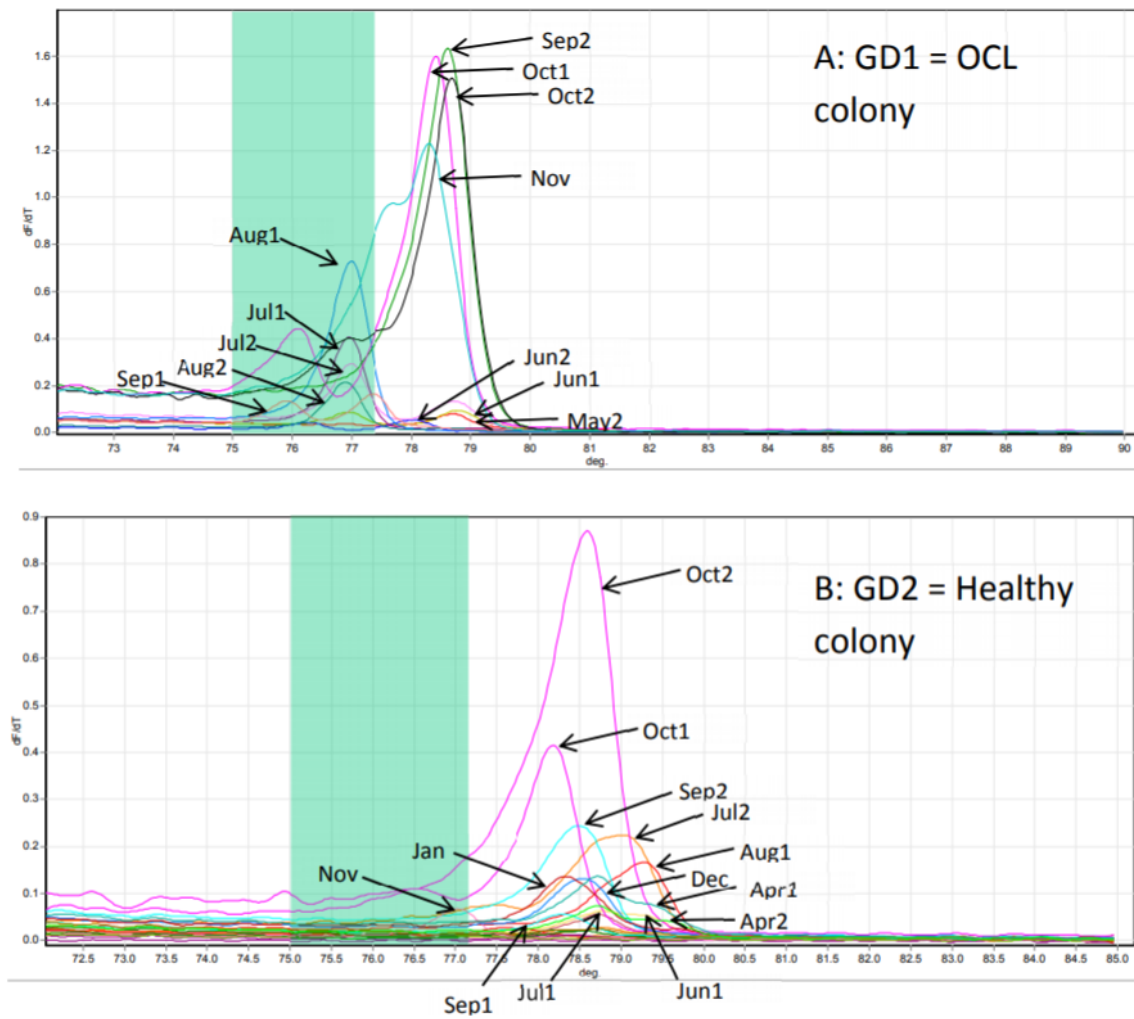 A: GD1 = OCL
colony
Sep2
Oct1
Oct2
Nov
Aug1
Jul1
Jul2
Aug2
Sep1
Jun2
Jun1
May2
dF/dT
1.6
1.4
1.2
1.0
0.8
0.6
0.4
0.2
0.0
73 74 75 76 77 78 79 80 81 82 83 84 85 86 87 88 89 90
deg.
B: GD2 = Healthy
colony
Oct2
Oct1
Sep2
Jul2
Jan
Aug1
Nov
Dec
Apr1
Apr2
dF/dT
0.9
0.8
0.7
0.6
0.5
0.4
0.3
0.2
0.1
0.0
72.5 73.0 73.5 74.0 74.5 75.0 75.5 76.0 76.5 77.0 77.5 78.0 78.5 79.0 79.5 80.0 80.5 81.0 81.5 82.0 82.5 83.0 83.5 84.0 84.5 85.0
deg.
Sep1
Jul1
Jun1